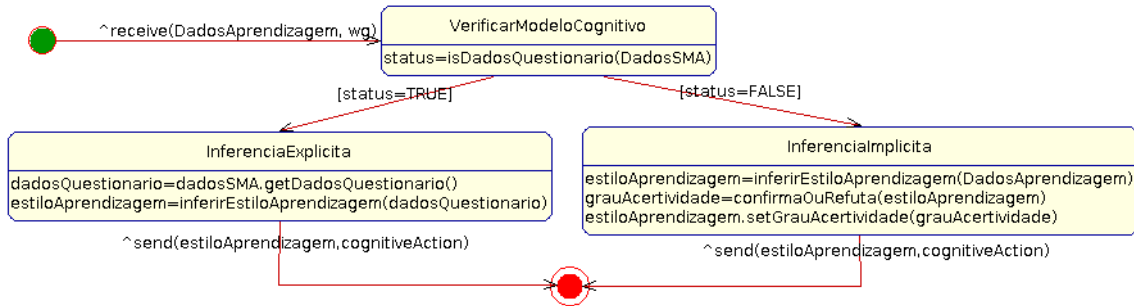 ^receive(DadosAprendizagem, wg)
VerificarModeloCognitivo
status=isDadosQuestionario(DadosSMA)
[status=TRUE]
[status=FALSE]
InferenciaExplicita
dadosQuestionario=dadosSMA.getDadosQuestionario()
estiloAprendizagem=inferirEstiloAprendizagem(dadosQuestionario)
InferenciaImplicita
estiloAprendizagem=inferirEstiloAprendizagem(DadosAprendizagem)
grauAcertividade=confirmaOuRefuta(estiloAprendizagem)
estiloAprendizagem.setGrauAcertividade(grauAcertividade)
^send(estiloAprendizagem,cognitiveAction)
^send(estiloAprendizagem,cognitiveAction)